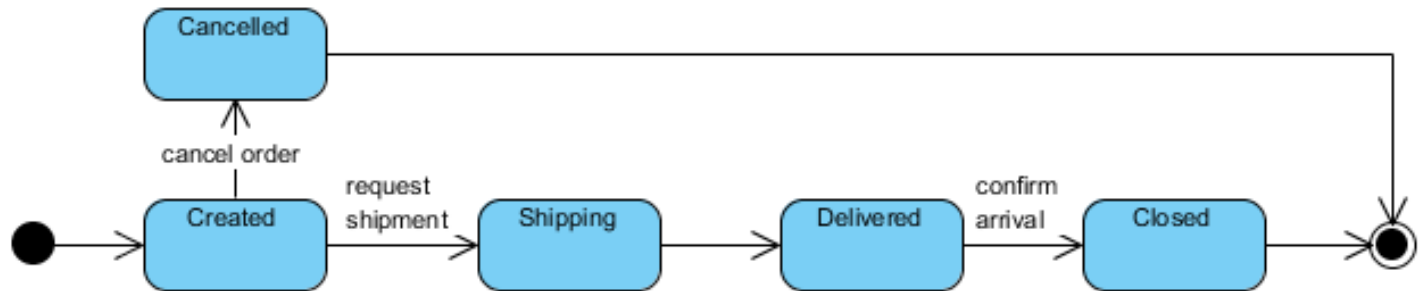 Cancelled
cancel order
request
shipment
confirm
arrival
Created
Shipping
Delivered
Closed